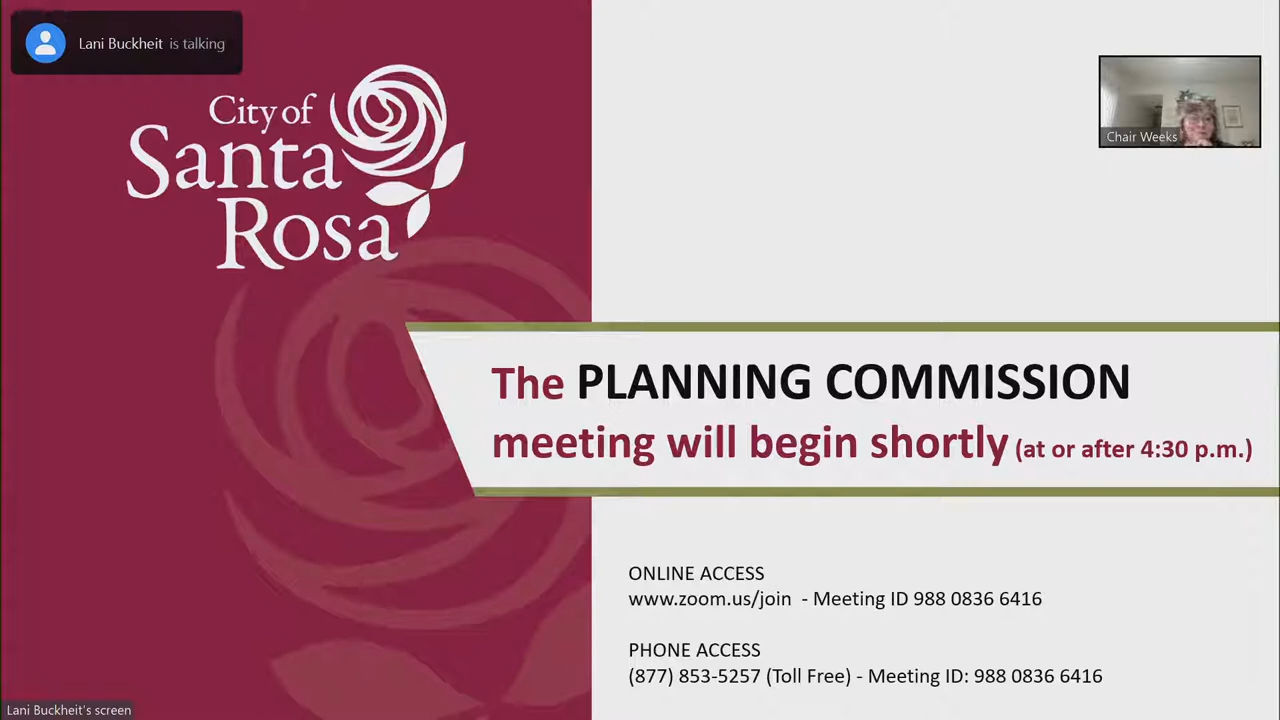 Lani Buckheit is talking
City of
Santa
Rosa
Chair Weeks
The PLANNING COMMISSION
meeting will begin shortly (at or after 4:30 p.m.)
ONLINE ACCESS
www.zoom.us/join - Meeting ID 988 0836 6416
PHONE ACCESS
(877) 853-5257 (Toll Free) - Meeting ID: 988 0836 6416
Lani Buckheit's screen